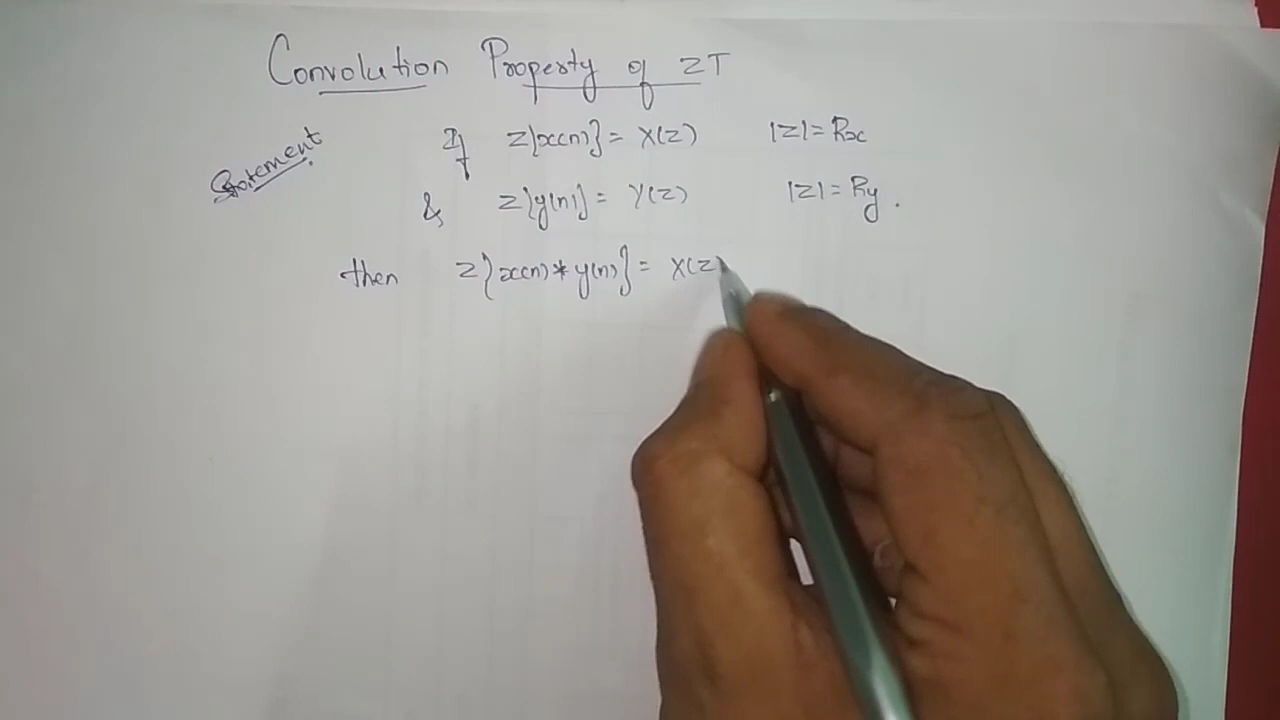 Convolution Property of ZT
Statement
If Z{x(n)} = X(Z) |Z| = Rx
& Z{y(n)} = Y(Z) |Z| = Ry.
then Z{x(n) * y(n)} = X(Z)